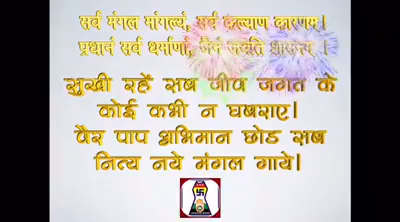 सर्व मंगल मांगल्यं, सर्व कल्याण कारणम।
प्रधानं सर्व धर्माणां, जैनं जयति शासनम ।
सुखी रहें सब जीव जगत के
कोई कभी न घबराए।
वैर पाप अभिमान छोड सब
नित्य नये मंगल गाये।